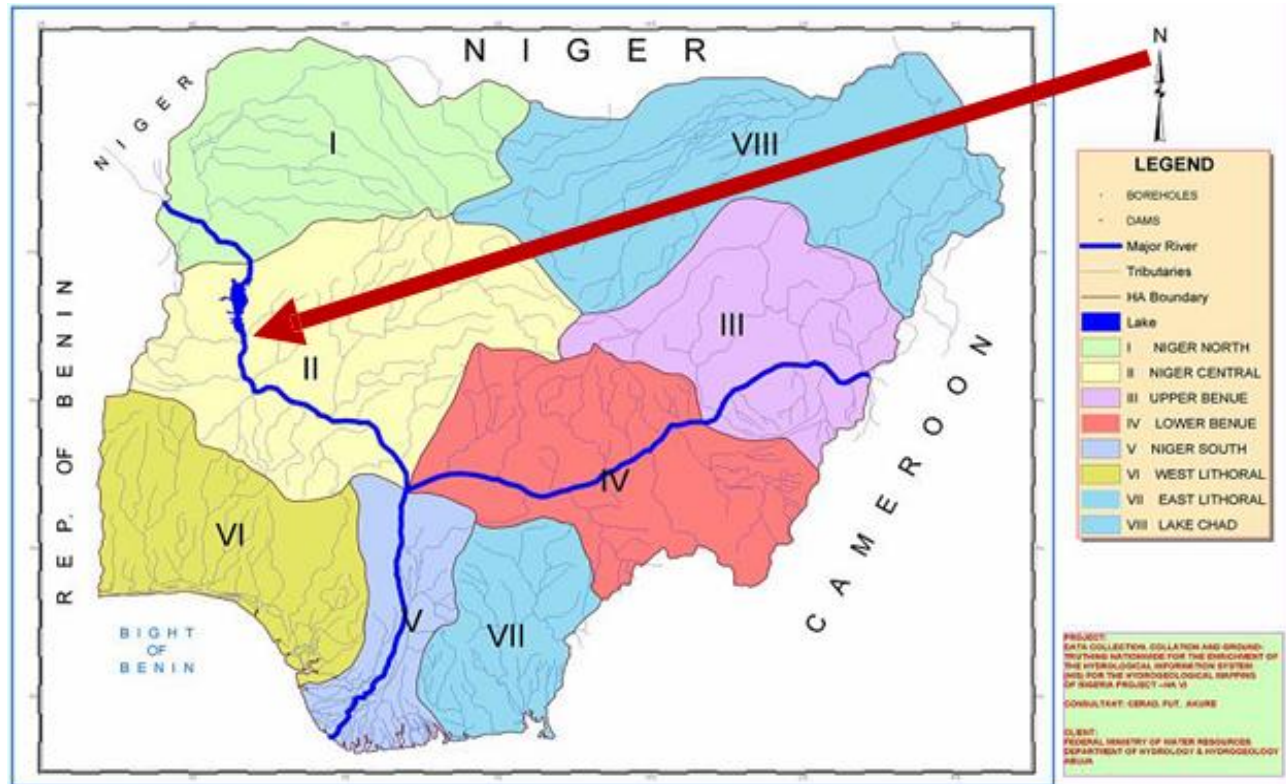 N I G E R
N
N I G E R
I
VIII
LEGEND
BOREHOLES
DAMS
Major River
Tributaries
HA Boundary
Lake
I NIGER NORTH
II NIGER CENTRAL
III UPPER BENUE
IV LOWER BENUE
V NIGER SOUTH
VI WEST LITHORAL
VII EAST LITHORAL
VIII LAKE CHAD
III
II
REP. OF BENIN
CAMEROON
IV
VI
V
VII
BIGHT
OF
BENIN
PROJECT:
DATA COLLECTION, COLLATION AND GROUND-
TRUTHING NATIONWIDE FOR THE ENRICHMENT OF
THE HYDROLOGICAL INFORMATION SYSTEM
(HIS) FOR THE HYDROGEOLOGICAL MAPPING
OF NIGERIA PROJECT –HA VI
CONSULTANT: CERAD, FUT, AKURE
CLIENT:
FEDERAL MINISTRY OF WATER RESOURCES
DEPARTMENT OF HYDROLOGY & HYDROGEOLOGY
ABUJA